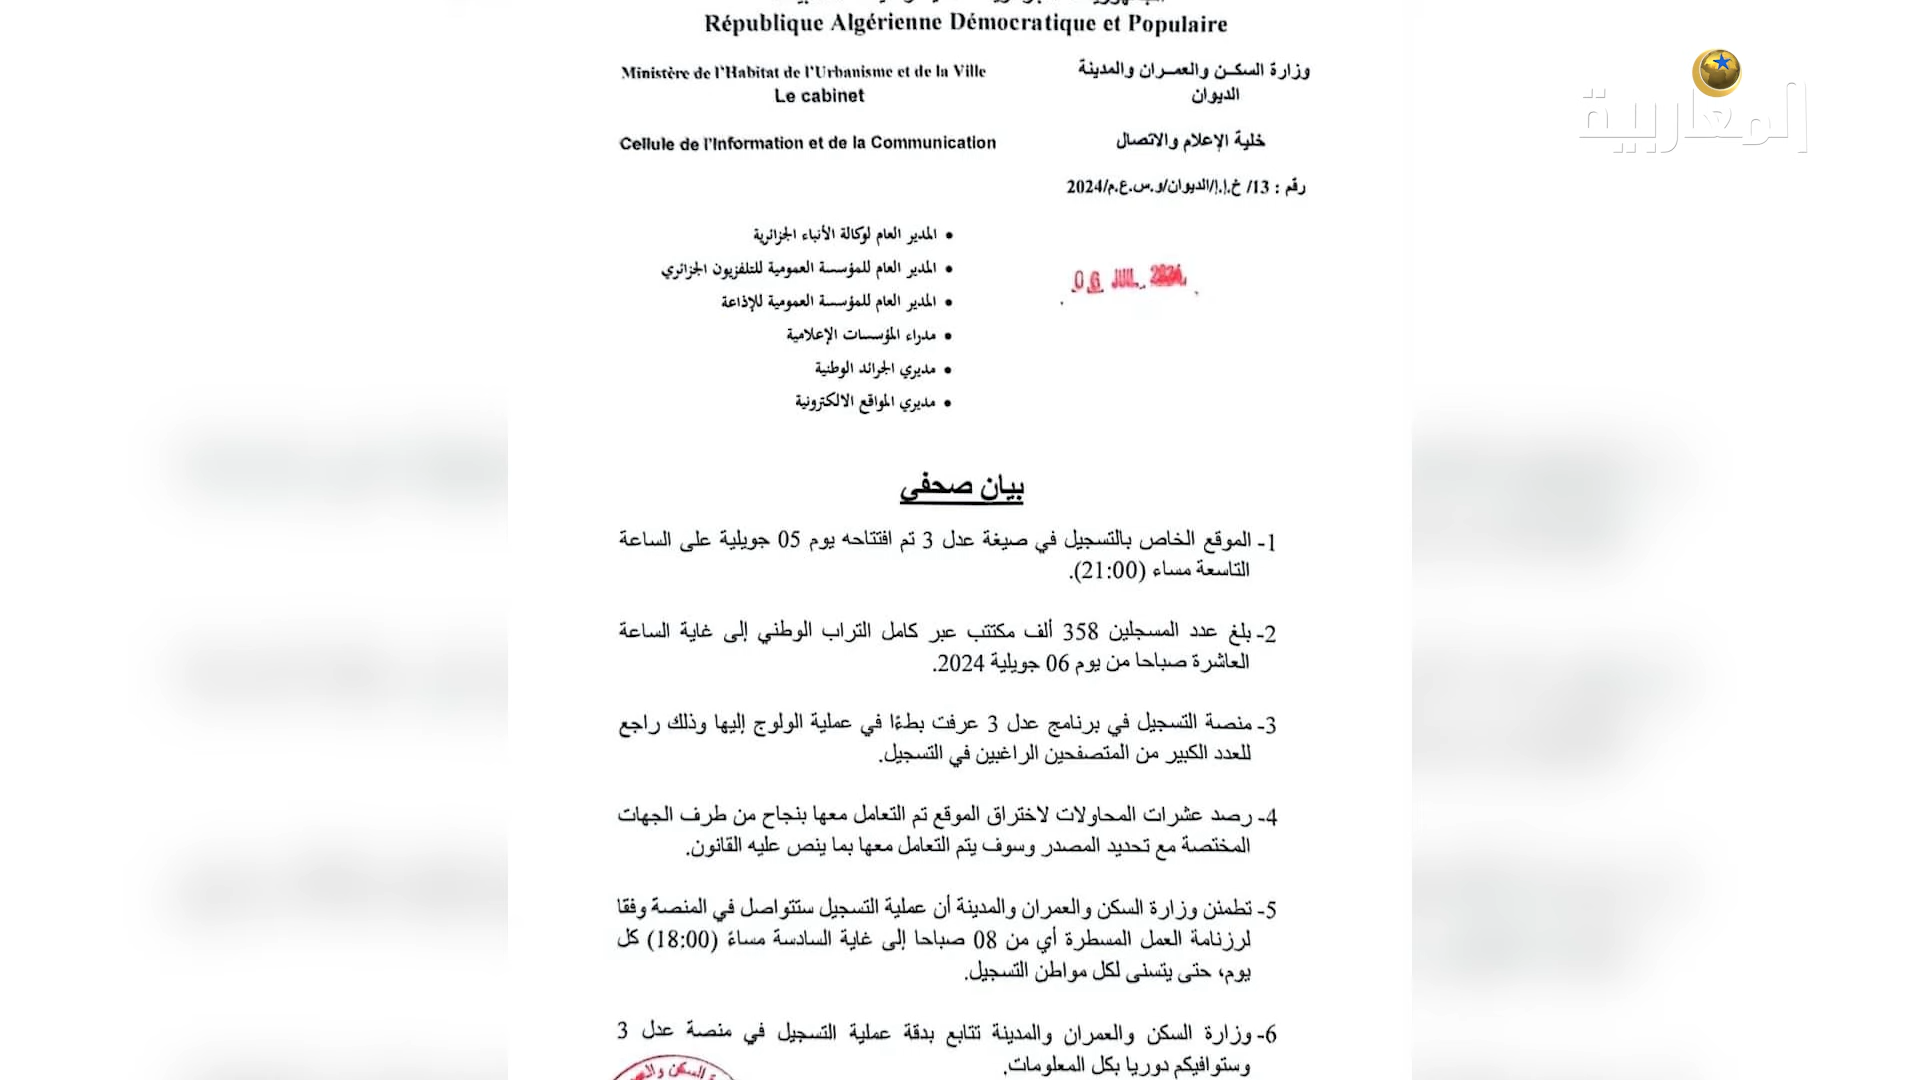 République Algérienne Démocratique et Populaire
Ministère de l'Habitat de l'Urbanisme et de la Ville
وزارة السكـن والعمـران والمدينة
Le cabinet
الديوان
Cellule de l'Information et de la Communication
خلية الإعلام والاتصال
رقم : 13/ خ.إ.إ/الديوان/و.س.ع.م/2024
المغاربية
• المدير العام لوكالة الأنباء الجزائرية
• المدير العام للمؤسسة العمومية للتلفزيون الجزائري
• المدير العام للمؤسسة العمومية للإذاعة
• مدراء المؤسسات الإعلامية
• مديري الجرائد الوطنية
• مديري المواقع الالكترونية
06 JUL. 2024
بيان صحفي
1- الموقع الخاص بالتسجيل في صيغة عدل 3 تم افتتاحه يوم 05 جويلية على الساعة
التاسعة مساء (21:00).
2- بلغ عدد المسجلين 358 ألف مكتتب عبر كامل التراب الوطني إلى غاية الساعة
العاشرة صباحا من يوم 06 جويلية 2024.
3- منصة التسجيل في برنامج عدل 3 عرفت بطءًا في عملية الولوج إليها وذلك راجع
للعدد الكبير من المتصفحين الراغبين في التسجيل.
4- رصد عشرات المحاولات لاختراق الموقع تم التعامل معها بنجاح من طرف الجهات
المختصة مع تحديد المصدر وسوف يتم التعامل معها بما ينص عليه القانون.
5- تطمئن وزارة السكن والعمران والمدينة أن عملية التسجيل ستتواصل في المنصة وفقا
لرزنامة العمل المسطرة أي من 08 صباحا إلى غاية السادسة مساءً (18:00) كل
يوم، حتى يتسنى لكل مواطن التسجيل.
6- وزارة السكن والعمران والمدينة تتابع بدقة عملية التسجيل في منصة عدل 3
وستوافيكم دوريا بكل المعلومات.